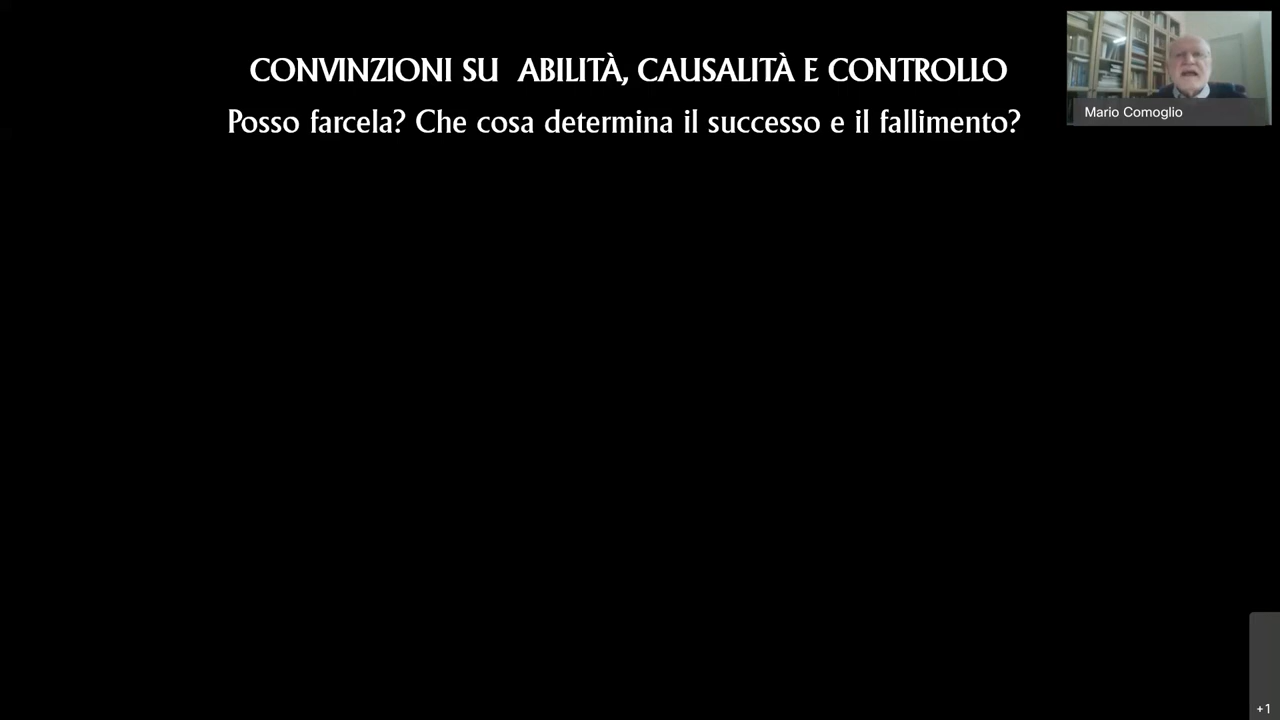 CONVINZIONI SU  ABILITÀ, CAUSALITÀ E CONTROLLO
Posso farcela? Che cosa determina il successo e il fallimento?
Mario Comoglio
+1